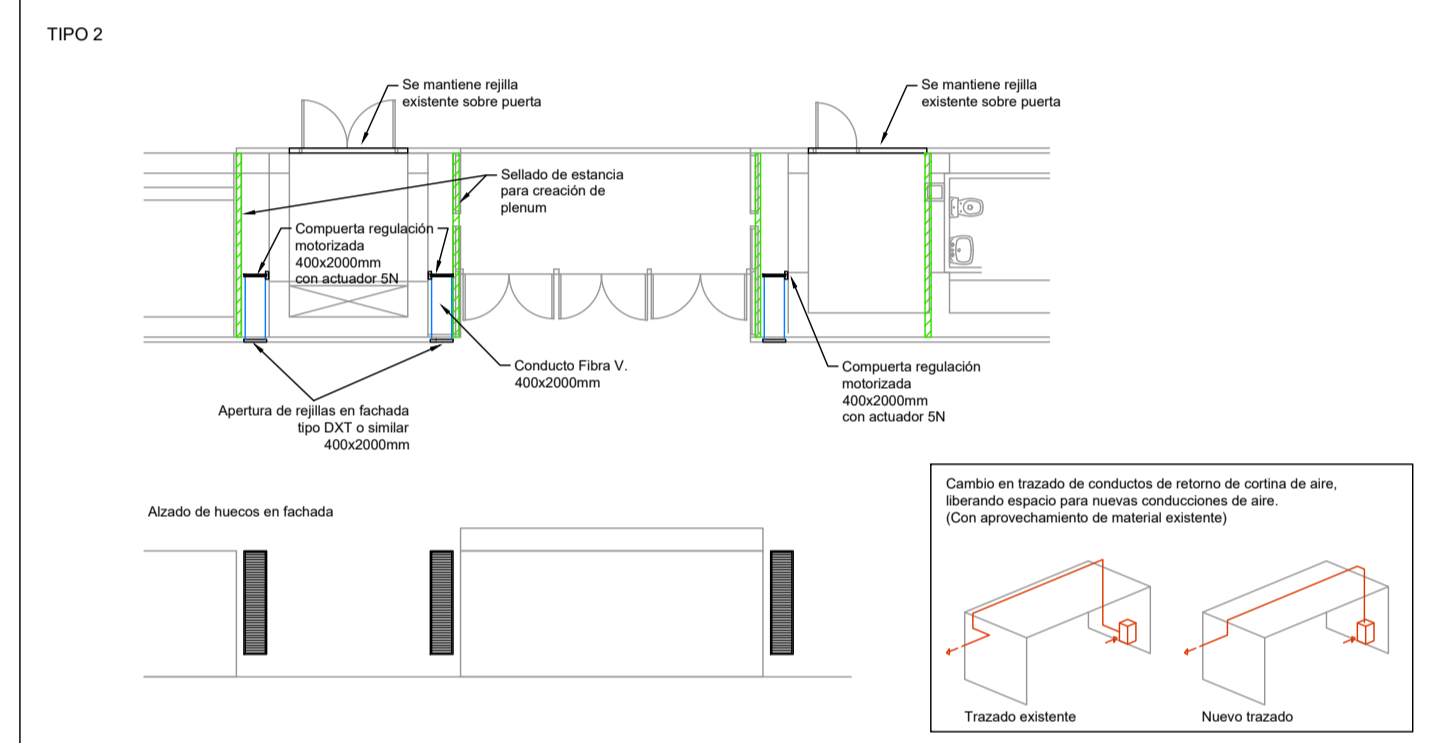 TIPO 2
Se mantiene rejilla
existente sobre puerta
Se mantiene rejilla
existente sobre puerta
Sellado de estancia
para creación de
plenum
Compuerta regulación
motorizada
400x2000mm
con actuador 5N
Conducto Fibra V.
400x2000mm
Compuerta regulación
motorizada
400x2000mm
con actuador 5N
Apertura de rejillas en fachada
tipo DXT o similar
400x2000mm
Alzado de huecos en fachada
Cambio en trazado de conductos de retorno de cortina de aire,
liberando espacio para nuevas conducciones de aire.
(Con aprovechamiento de material existente)
Trazado existente
Nuevo trazado